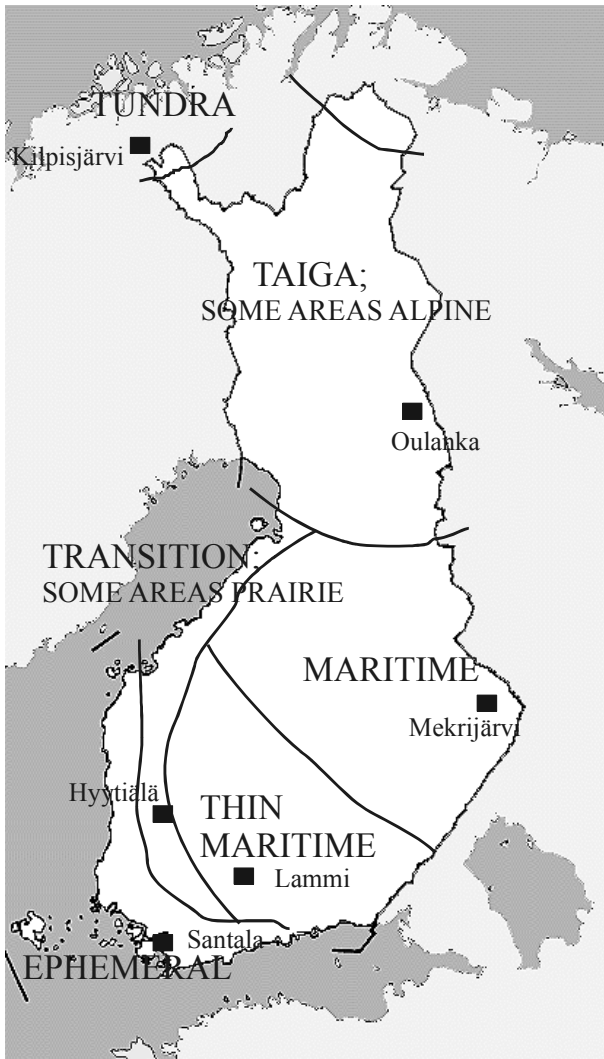 TUNDRA
Kilpisjärvi
TAIGA;
SOME AREAS ALPINE
Oulanka
TRANSITION:
SOME AREAS PRAIRIE
MARITIME
Mekrijärvi
Hyytiälä
THIN
MARITIME
Lammi
Santala
EPHEMERAL